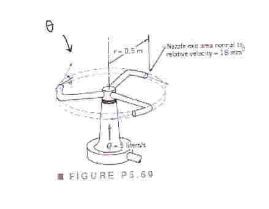 θ
r = 0.5 m
Nozzle exit area normal to
relative velocity = 18 mm²
Q = 5 liters/s
■ FIGURE P5.69